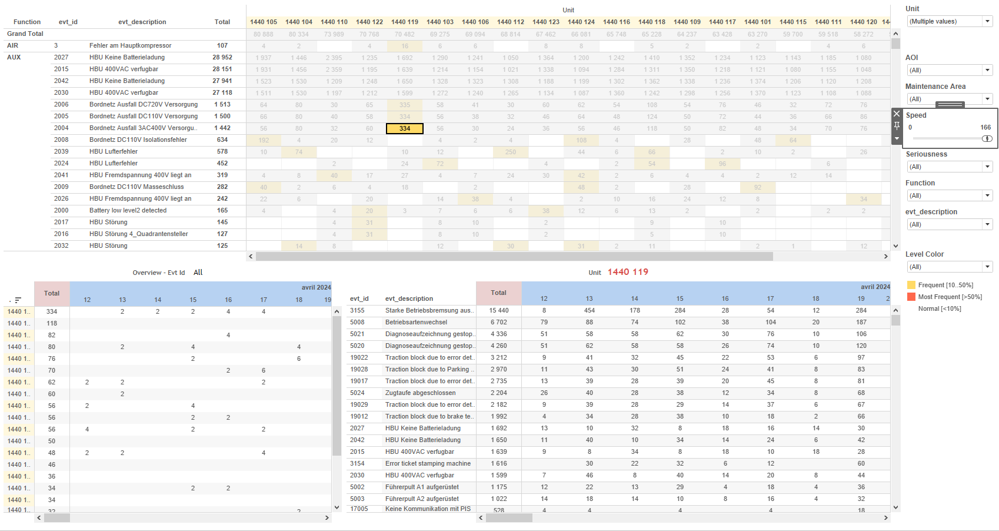 Unit
Function evt_id evt_description Total 1440 105 1440 104 1440 110 1440 122 1440 119 1440 103 1440 106 1440 112 1440 123 1440 124 1440 116 1440 118 1440 109 1440 117 1440 101 1440 115 1440 111 1440 120
Grand Total 80 888 80 334 73 989 70 768 70 482 69 275 69 094 68 814 67 462 66 081 65 748 65 228 64 237 63 428 63 270 59 700 59 518 58 272
AIR 3 Fehler am Hauptkompressor 107 4 2 4 16 6 6 8 8 5 2 2 4 6
AUX 2027 HBU Keine Batterieladung 28 952 1 937 1 446 2 395 1 235 1 692 1 290 1 241 1 050 1 364 1 200 1 242 1 410 1 352 1 234 1 123 1 143 1 185 1 080
2015 HBU 400VAC verfugbar 28 151 1 931 1 456 2 359 1 195 1 639 1 214 1 154 1 021 1 338 1 094 1 284 1 311 1 350 1 218 1 121 1 080 1 155 1 048
2042 HBU Keine Batterieladung 27 941 1 523 1 530 1 209 1 248 1 650 1 328 1 323 1 308 1 188 1 199 1 302 1 362 1 338 1 236 1 374 1 206 1 120 1 208
2030 HBU 400VAC verfugbar 27 118 1 511 1 530 1 197 1 212 1 599 1 272 1 240 1 265 1 134 1 087 1 360 1 242 1 298 1 256 1 370 1 123 1 108 1 088
2006 Bordnetz Ausfall DC720V Versorgung 1 513 64 80 30 65 335 58 41 30 60 62 54 108 54 76 46 32 72 76
2005 Bordnetz Ausfall DC110V Versorgung 1 500 66 80 40 58 334 56 38 32 46 64 48 124 50 72 44 36 66 86
2004 Bordnetz Ausfall 3AC400V Versorgu.. 1 442 56 80 32 60 334 56 30 24 36 56 46 118 50 82 48 34 70 76
2008 Bordnetz DC110V Isolationsfehler 634 192 4 20 12 4 2 4 108 4 28 48 64
2039 HBU Lufterfehler 578 10 74 10 12 250 44 6 66 2 10 2 26
2024 HBU Lufterfehler 452 2 24 72 4 2 54 96 6
2041 HBU Fremdspannung 400V liegt an 319 4 8 40 17 27 4 7 24 30 42 2 6 4 4 2 12 14
2009 Bordnetz DC110V Masseschluss 282 40 2 6 4 18 2 48 2 28 92
2026 HBU Fremdspannung 400V liegt an 242 22 6 20 14 38 4 2 10 16 24 12 8 34
2000 Battery low level2 detected 165 4 4 20 3 7 6 6 38 12 6 13 2 2 2 2
2017 HBU Störung 145 4 31 8 10 2 9 10
2016 HBU Störung 4_Quadrantensteller 127 4 31 8 10 2 5 10
2032 HBU Störung 125 14 8 12 30 31 2 11 2 1 12
Unit
(Multiple values)
AOI
(All)
Maintenance Area
(All)
Speed
0 166
Seriousness
(All)
Function
(All)
evt_description
(All)
Level Color
(All)
Frequent [10..50%]
Most Frequent [>50%]
Normal [<10%]
Overview - Evt Id All
Total avril 2024
12 13 14 15 16 17 18 19
1440 1.. 334 2 2 2 4 4
1440 1.. 118
1440 1.. 82 4
1440 1.. 80 2 4 4
1440 1.. 76 2 6
1440 1.. 70 2 6
1440 1.. 62 2 2 2
1440 1.. 60 2
1440 1.. 56 2 4
1440 1.. 56 2 2
1440 1.. 56 4 2 2
1440 1.. 50
1440 1.. 48 2 2 4
1440 1.. 46
1440 1.. 36
1440 1.. 34 2 2
1440 1.. 34
1440 1.. 32 2
Unit 1440 119
avril 2024
evt_id evt_description Total 12 13 14 15 16 17 18 19 2
3155 Starke Betriebsbremsung aus.. 15 440 8 454 178 284 28 54 12 284
5008 Betriebsartenwechsel 6 702 79 88 74 102 38 104 20 187
5021 Diagnoseaufzeichnung gestop.. 4 336 51 58 58 62 30 76 10 106
5020 Diagnoseaufzeichnung gestop.. 4 260 51 62 58 58 26 74 10 120
19022 Traction block due to error det.. 3 212 9 41 32 45 22 53 6 97
19028 Traction block due to Parking .. 2 970 11 43 30 51 24 41 8 83
19017 Traction block due to error det.. 2 735 13 39 28 39 20 45 8 81
5024 Zugtaufe abgeschlossen 2 204 26 40 28 38 12 34 8 68
19029 Traction block due to error det.. 2 182 9 39 28 29 14 37 6 67
19012 Traction block due to brake te.. 1 992 4 34 28 38 10 18 2 66
2027 HBU Keine Batterieladung 1 692 13 10 32 8 18 16 14 30
2042 HBU Keine Batterieladung 1 650 11 40 10 34 14 24 6 42
2015 HBU 400VAC verfugbar 1 639 9 8 34 8 18 10 18 28
3154 Error ticket stamping machine 1 616 30 22 32 6 12 60
2030 HBU 400VAC verfugbar 1 599 7 46 8 40 14 20 8 44
5002 Führerpult A1 aufgerüstet 1 175 12 22 13 29 4 18 4 36
5003 Führerpult A2 aufgerüstet 1 022 14 18 14 10 8 16 4 32
17005 Keine Kommunikation mit PIS 528 4 4 4 4 18